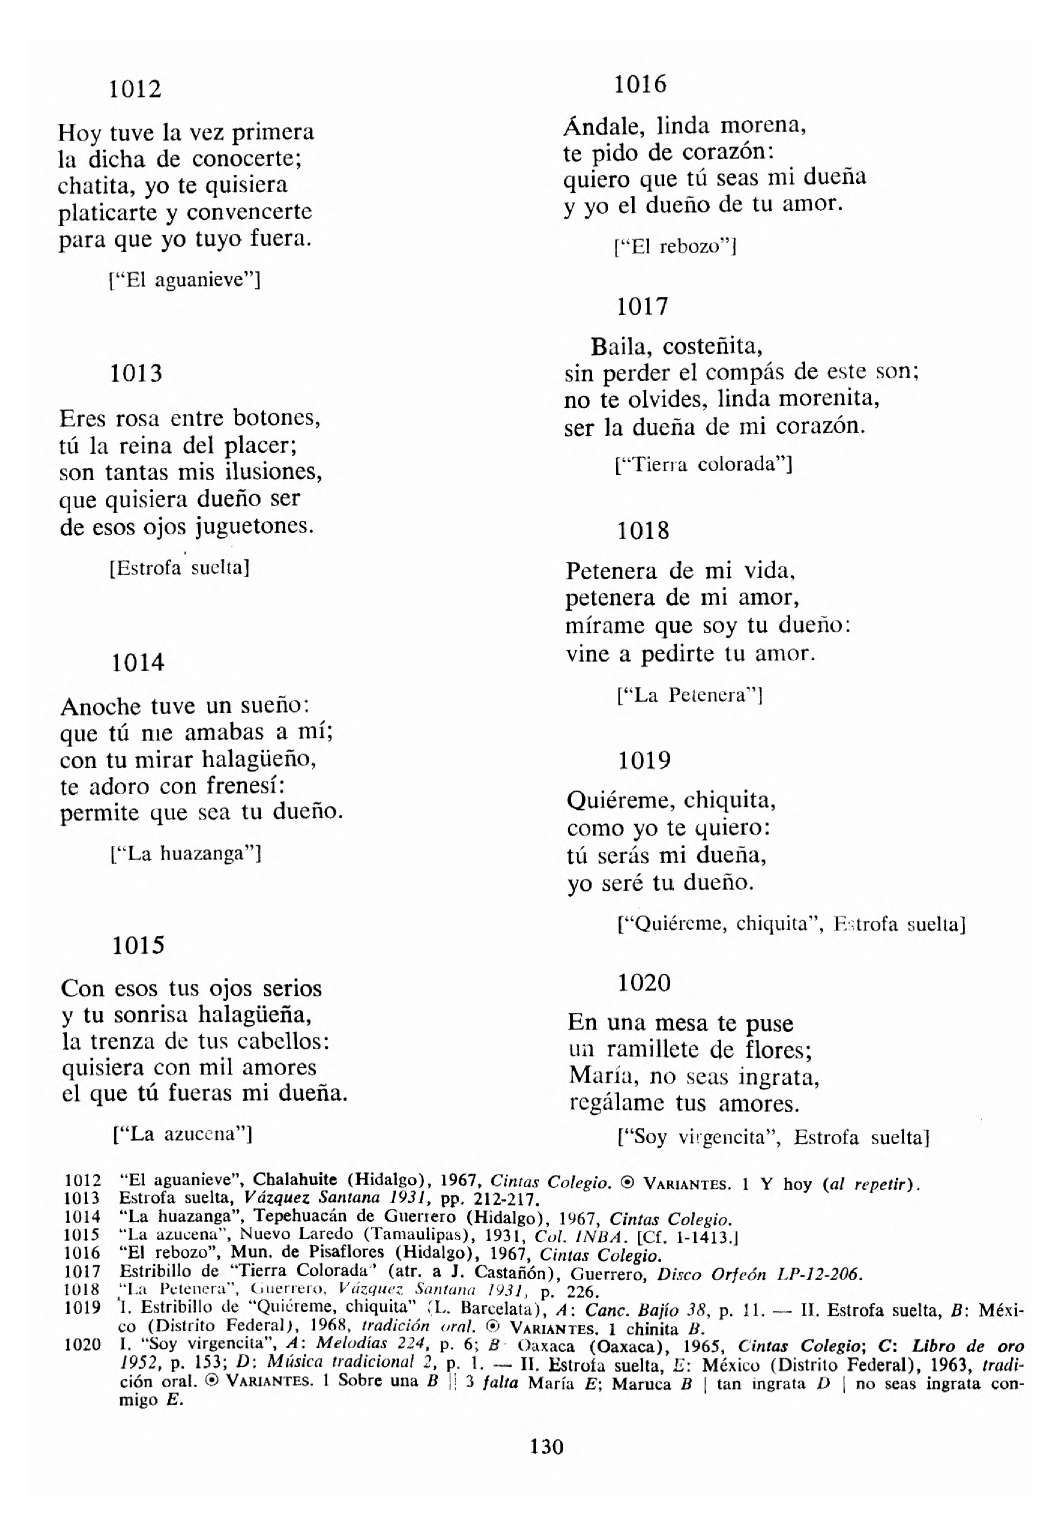 1012
Hoy tuve la vez primera
la dicha de conocerte;
chatita, yo te quisiera
platicarte y convencerte
para que yo tuyo fuera.
[“El aguanieve”]
1013
Eres rosa entre botones,
tú la reina del placer;
son tantas mis ilusiones,
que quisiera dueño ser
de esos ojos juguetones.
[Estrofa suelta]
1014
Anoche tuve un sueño:
que tú me amabas a mí;
con tu mirar halagüeño,
te adoro con frenesí:
permite que sea tu dueño.
[“La huazanga”]
1015
Con esos tus ojos serios
y tu sonrisa halagüeña,
la trenza de tus cabellos:
quisiera con mil amores
el que tú fueras mi dueña.
[“La azucena”]
1016
Ándale, linda morena,
te pido de corazón:
quiero que tú seas mi dueña
y yo el dueño de tu amor.
[“El rebozo”]
1017
Baila, costeñita,
sin perder el compás de este son;
no te olvides, linda morenita,
ser la dueña de mi corazón.
[“Tierra colorada”]
1018
Petenera de mi vida,
petenera de mi amor,
mírame que soy tu dueño:
vine a pedirte tu amor.
[“La Petenera”]
1019
Quiéreme, chiquita,
como yo te quiero:
tú serás mi dueña,
yo seré tu dueño.
[“Quiéreme, chiquita”, Estrofa suelta]
1020
En una mesa te puse
un ramillete de flores;
María, no seas ingrata,
regálame tus amores.
[“Soy virgencita”, Estrofa suelta]
1012 “El aguanieve”, Chalahuite (Hidalgo), 1967, Cintas Colegio. ⊙ VARIANTES. 1 Y hoy (al repetir).
1013 Estrofa suelta, Vázquez Santana 1931, pp. 212-217.
1014 “La huazanga”, Tepehuacán de Guerrero (Hidalgo), 1967, Cintas Colegio.
1015 “La azucena”, Nuevo Laredo (Tamaulipas), 1931, Col. INBA. [Cf. 1-1413.]
1016 “El rebozo”, Mun. de Pisaflores (Hidalgo), 1967, Cintas Colegio.
1017 Estribillo de “Tierra Colorada” (atr. a J. Castañón), Guerrero, Disco Orfeón LP-12-206.
1018 “La Petenera”, Guerrero, Vázquez Santana 1931, p. 226.
1019 I. Estribillo de “Quiéreme, chiquita” (L. Barcelata), A: Canc. Bajío 38, p. 11. — II. Estrofa suelta, B: Méxi-
co (Distrito Federal), 1968, tradición oral. ⊙ VARIANTES. 1 chinita B.
1020 I. “Soy virgencita”, A: Melodías 224, p. 6; B Oaxaca (Oaxaca), 1965, Cintas Colegio; C: Libro de oro
1952, p. 153; D: Música tradicional 2, p. 1. — II. Estrofa suelta, E: México (Distrito Federal), 1963, tradi-
ción oral. ⊙ VARIANTES. 1 Sobre una B || 3 falta María E; Maruca B | tan ingrata D | no seas ingrata con-
migo E.
130